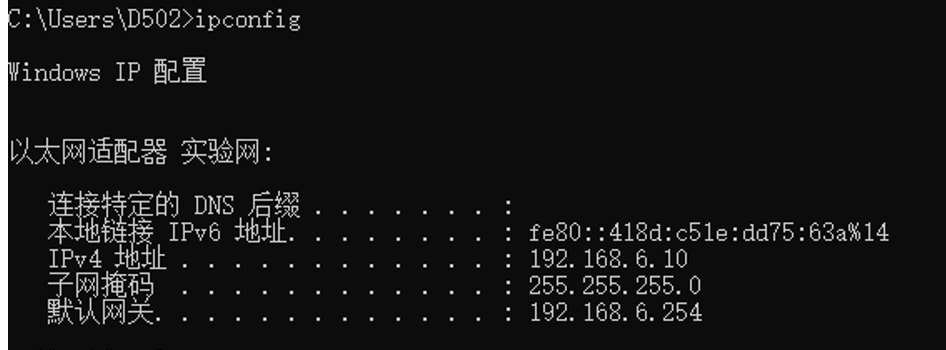 C:\Users\D502>ipconfig
Windows IP 配置
以太网适配器 实验网:
连接特定的 DNS 后缀 . . . . . . . :
本地链接 IPv6 地址. . . . . . . . : fe80::418d:c51e:dd75:63a%14
IPv4 地址 . . . . . . . . . . . . : 192.168.6.10
子网掩码  . . . . . . . . . . . . : 255.255.255.0
默认网关. . . . . . . . . . . . . : 192.168.6.254